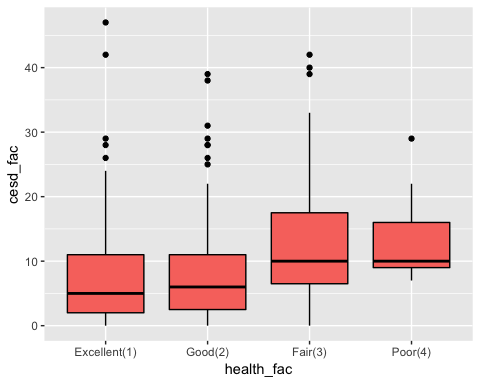 cesd_fac
40
30
20
10
0
Excellent(1) Good(2) Fair(3) Poor(4)
health_fac